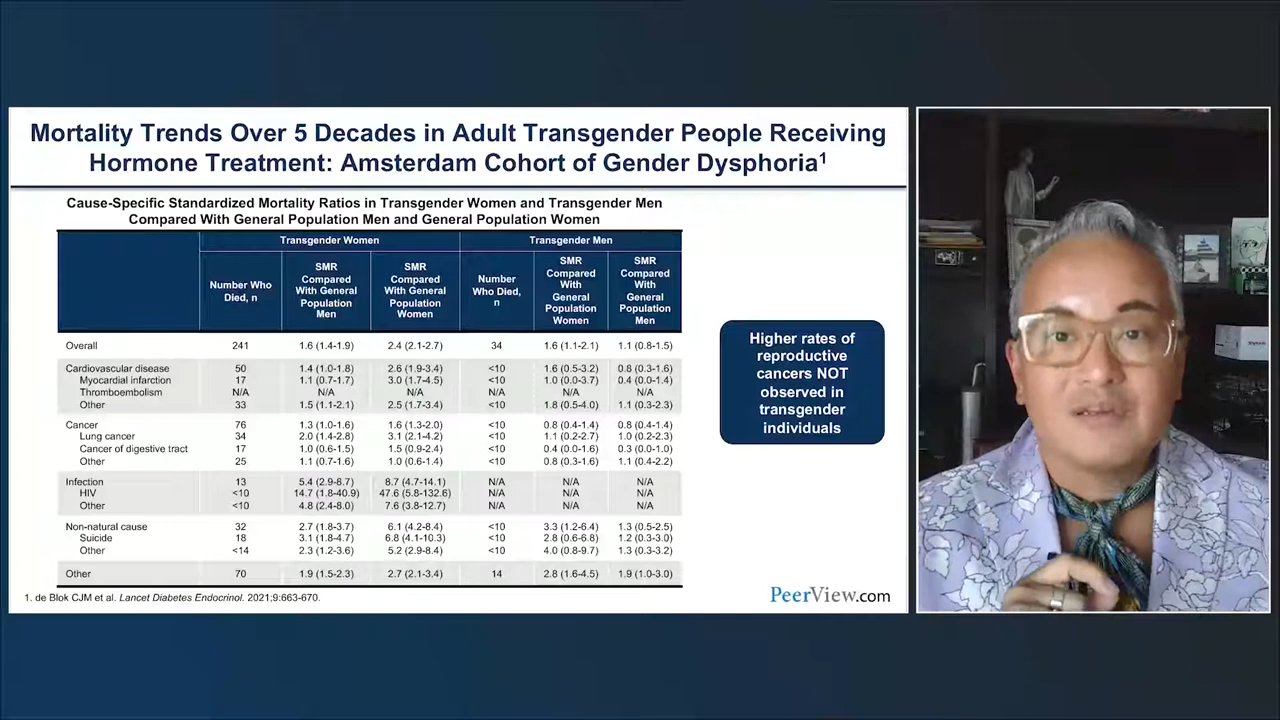 Mortality Trends Over 5 Decades in Adult Transgender People Receiving
Hormone Treatment: Amsterdam Cohort of Gender Dysphoria1
Cause-Specific Standardized Mortality Ratios in Transgender Women and Transgender Men
Compared With General Population Men and General Population Women
Transgender Women Transgender Men
Number Who Died, n SMR Compared With General Population Men SMR Compared With General Population Women Number Who Died, n SMR Compared With General Population Women SMR Compared With General Population Men
Overall 241 1.6 (1.4-1.9) 2.4 (2.1-2.7) 34 1.6 (1.1-2.1) 1.1 (0.8-1.5)
Cardiovascular disease 50 1.4 (1.0-1.8) 2.6 (1.9-3.4) <10 1.6 (0.5-3.2) 0.8 (0.3-1.6)
Myocardial infarction 17 1.1 (0.7-1.7) 3.0 (1.7-4.5) <10 1.0 (0.0-3.7) 0.4 (0.0-1.4)
Thromboembolism N/A N/A N/A N/A N/A N/A
Other 33 1.5 (1.1-2.1) 2.5 (1.7-3.4) <10 1.8 (0.5-4.0) 1.1 (0.3-2.3)
Cancer 76 1.3 (1.0-1.6) 1.6 (1.3-2.0) <10 0.8 (0.4-1.4) 0.8 (0.4-1.4)
Lung cancer 34 2.0 (1.4-2.8) 3.1 (2.1-4.2) <10 1.1 (0.2-2.7) 1.0 (0.2-2.3)
Cancer of digestive tract 17 1.0 (0.6-1.5) 1.5 (0.9-2.4) <10 0.4 (0.0-1.6) 0.3 (0.0-1.0)
Other 25 1.1 (0.7-1.6) 1.0 (0.6-1.4) <10 0.8 (0.3-1.6) 1.1 (0.4-2.2)
Infection 13 5.4 (2.9-8.7) 8.7 (4.7-14.1) N/A N/A N/A
HIV <10 14.7 (1.8-40.9) 47.6 (5.8-132.6) N/A N/A N/A
Other <10 4.8 (2.4-8.0) 7.6 (3.8-12.7) N/A N/A N/A
Non-natural cause 32 2.7 (1.8-3.7) 6.1 (4.2-8.4) <10 3.3 (1.2-6.4) 1.3 (0.5-2.5)
Suicide 18 3.1 (1.8-4.7) 6.8 (4.1-10.3) <10 2.8 (0.6-6.8) 1.2 (0.3-3.0)
Other <14 2.3 (1.2-3.6) 5.2 (2.9-8.4) <10 4.0 (0.8-9.7) 1.3 (0.3-3.2)
Other 70 1.9 (1.5-2.3) 2.7 (2.1-3.4) 14 2.8 (1.6-4.5) 1.9 (1.0-3.0)
Higher rates of
reproductive
cancers NOT
observed in
transgender
individuals
1. de Blok CJM et al. Lancet Diabetes Endocrinol. 2021;9:663-670.
PeerView.com